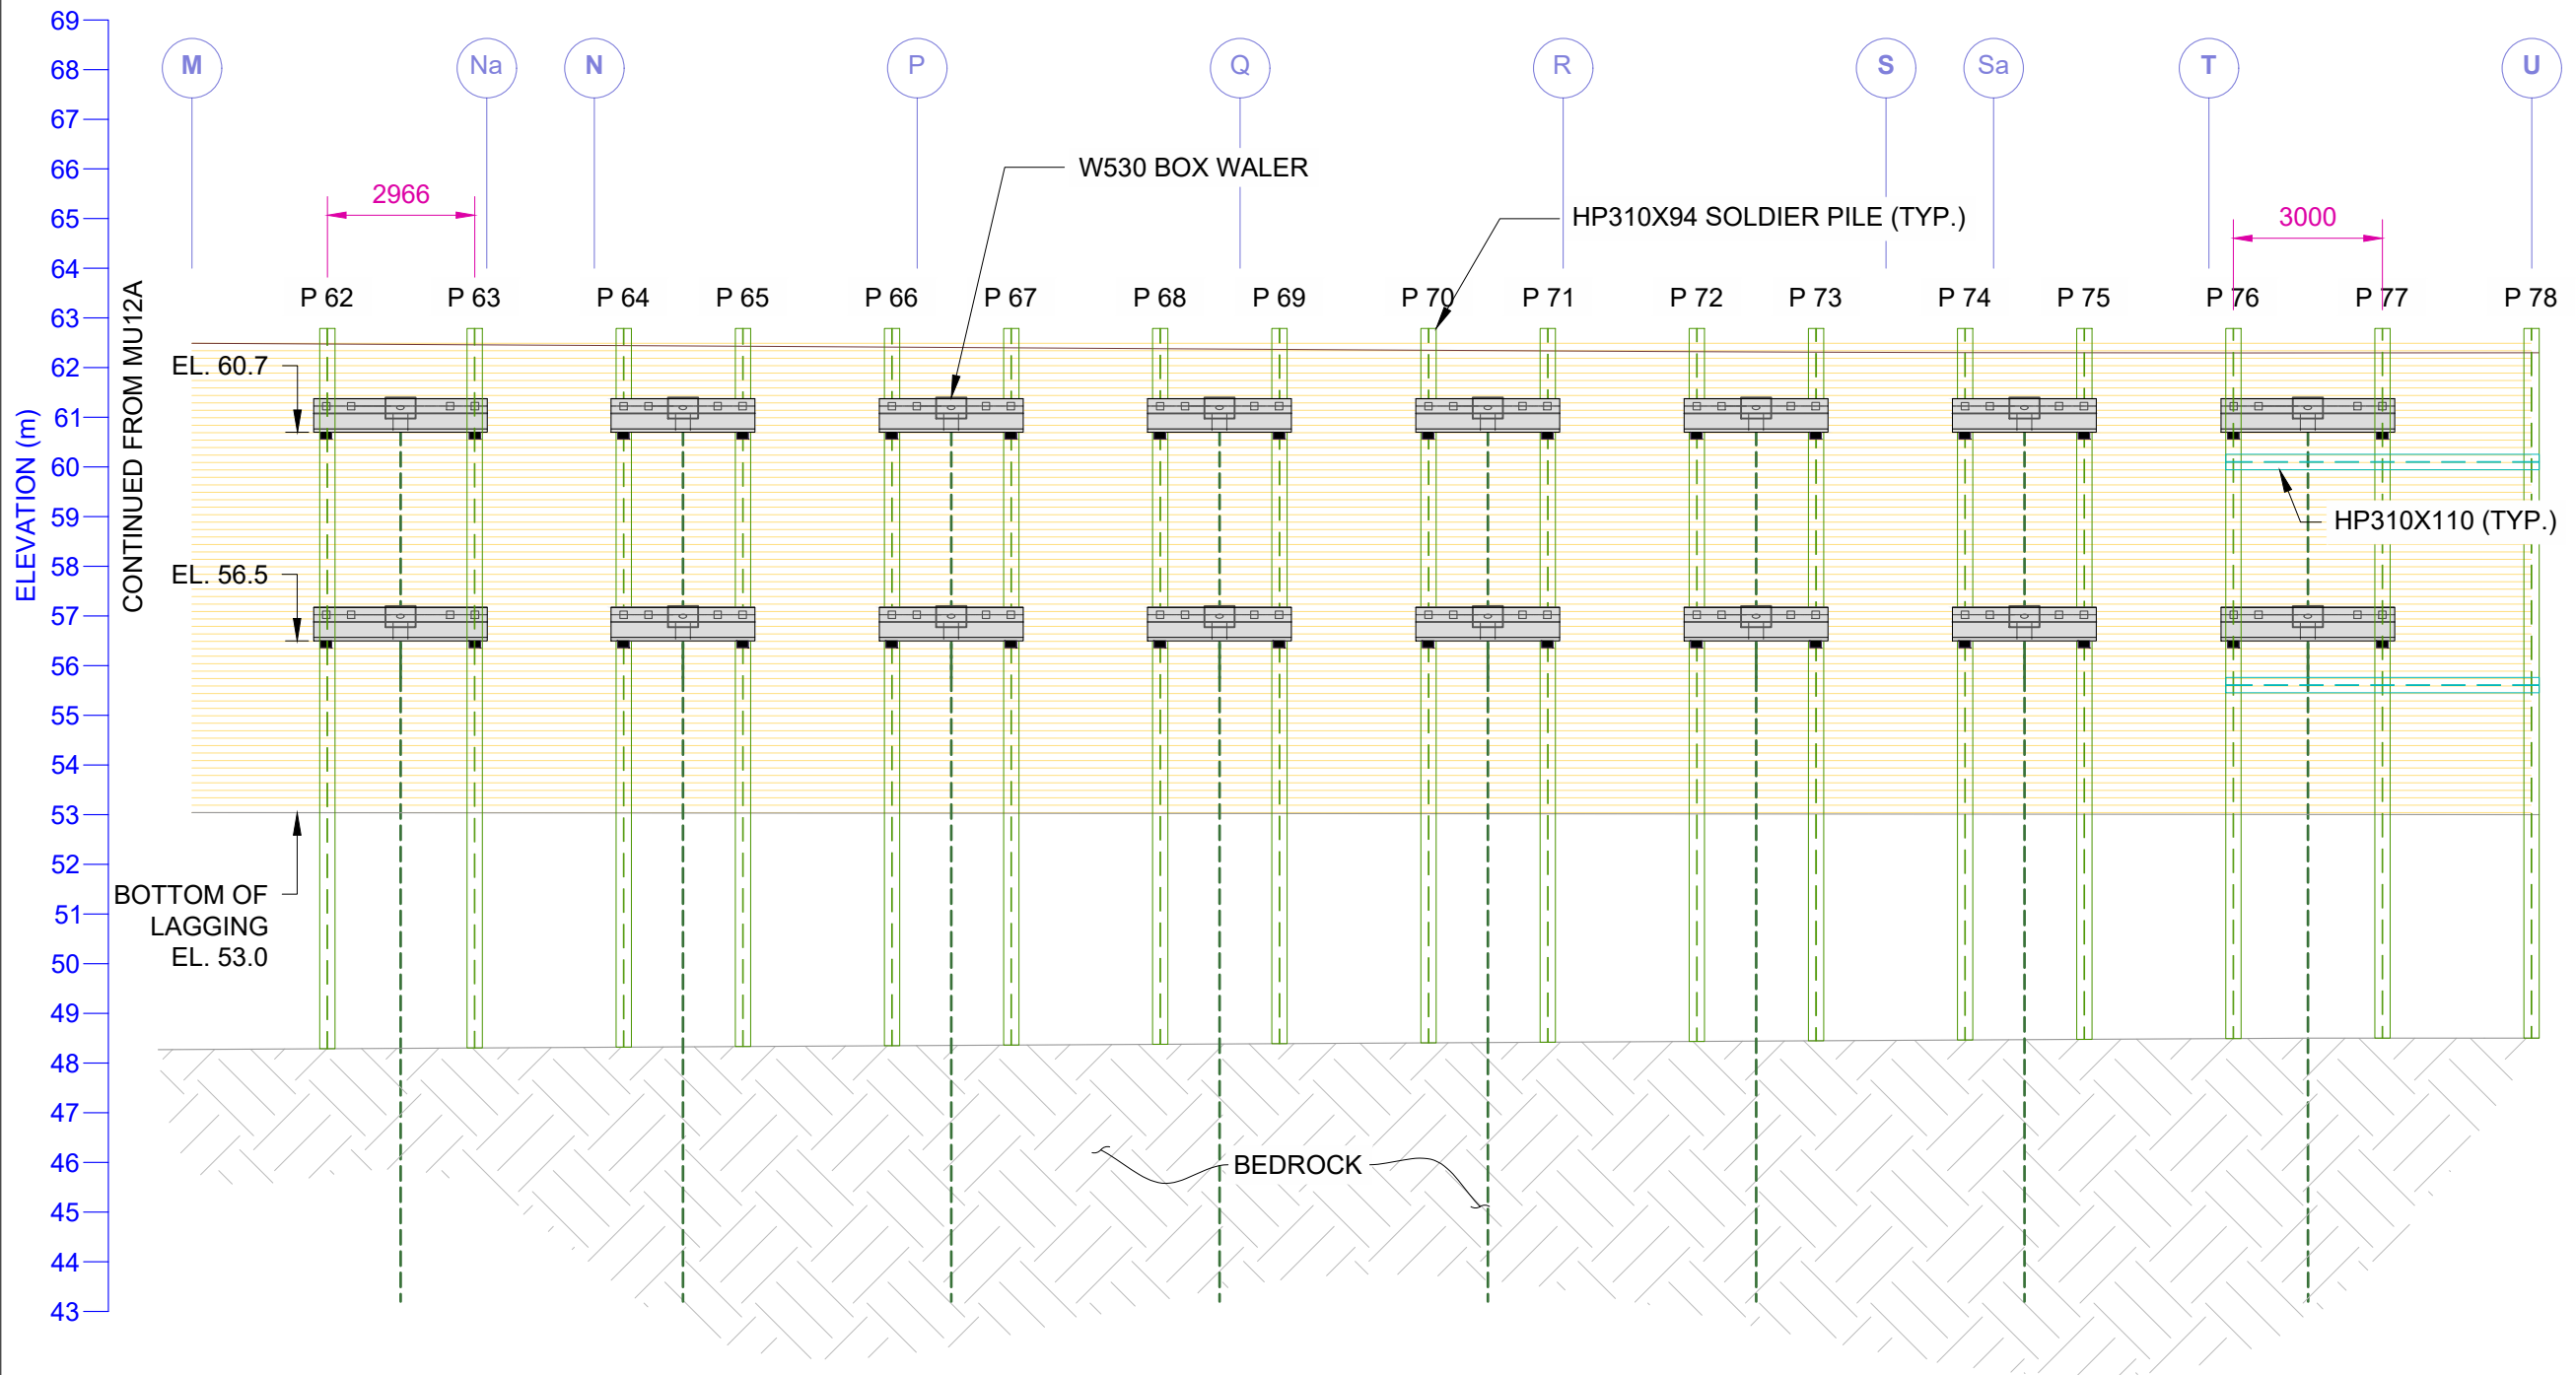 69
68
67
66
65
64
63
62
61
60
59
58
57
56
55
54
53
52
51
50
49
48
47
46
45
44
43
ELEVATION (m)
CONTINUED FROM MU12A
M
Na
N
P
Q
R
S
Sa
T
U
W530 BOX WALER
2966
HP310X94 SOLDIER PILE (TYP.)
3000
P 62
P 63
P 64
P 65
P 66
P 67
P 68
P 69
P 70
P 71
P 72
P 73
P 74
P 75
P 76
P 77
P 78
EL. 60.7
HP310X110 (TYP.)
EL. 56.5
BOTTOM OF
LAGGING
EL. 53.0
BEDROCK